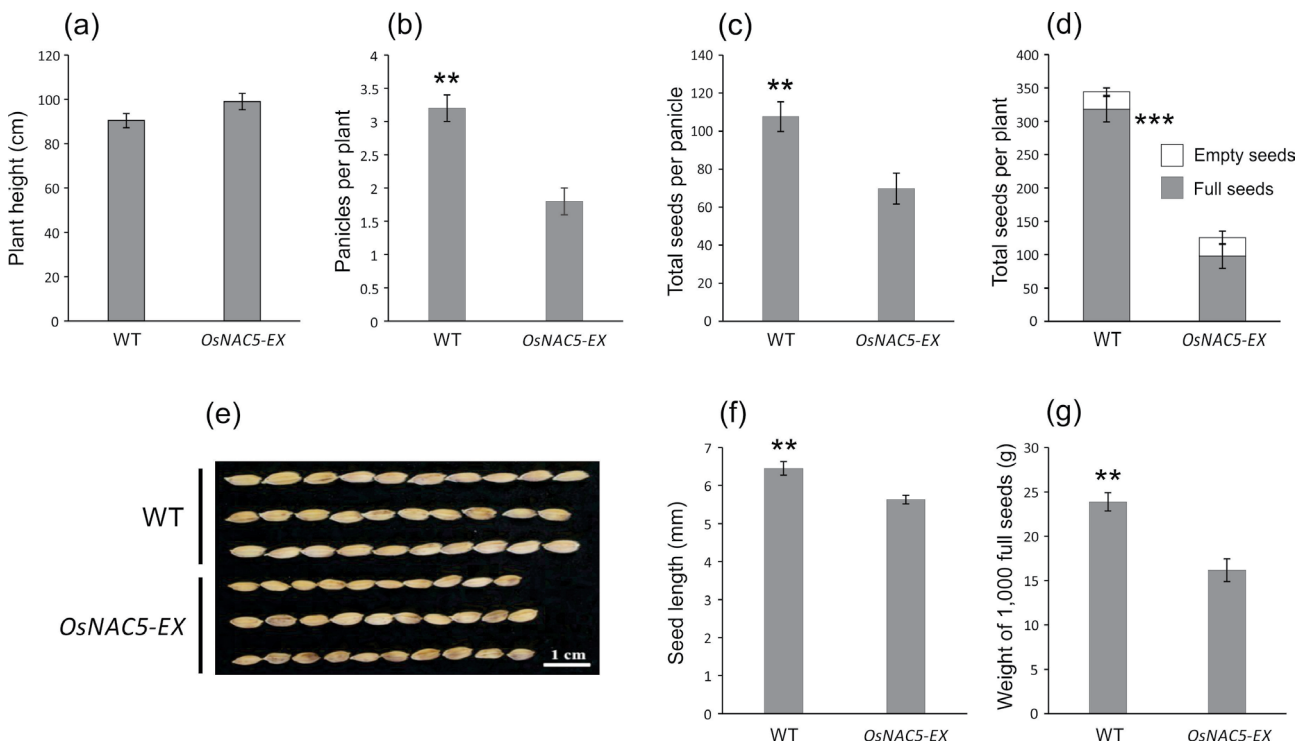 (a)
Plant height (cm)
120
100
80
60
40
20
0
WT
OsNAC5-EX
(b)
Panicles per plant
4
3.5
3
2.5
2
1.5
1
0.5
0
**
WT
OsNAC5-EX
(c)
Total seeds per panicle
140
120
100
80
60
40
20
0
**
WT
OsNAC5-EX
(d)
Total seeds per plant
400
350
300
250
200
150
100
50
0
***
Empty seeds
Full seeds
WT
OsNAC5-EX
(e)
WT
OsNAC5-EX
1 cm
(f)
Seed length (mm)
7
6
5
4
3
2
1
0
**
WT
OsNAC5-EX
(g)
Weight of 1,000 full seeds (g)
30
25
20
15
10
5
0
**
WT
OsNAC5-EX